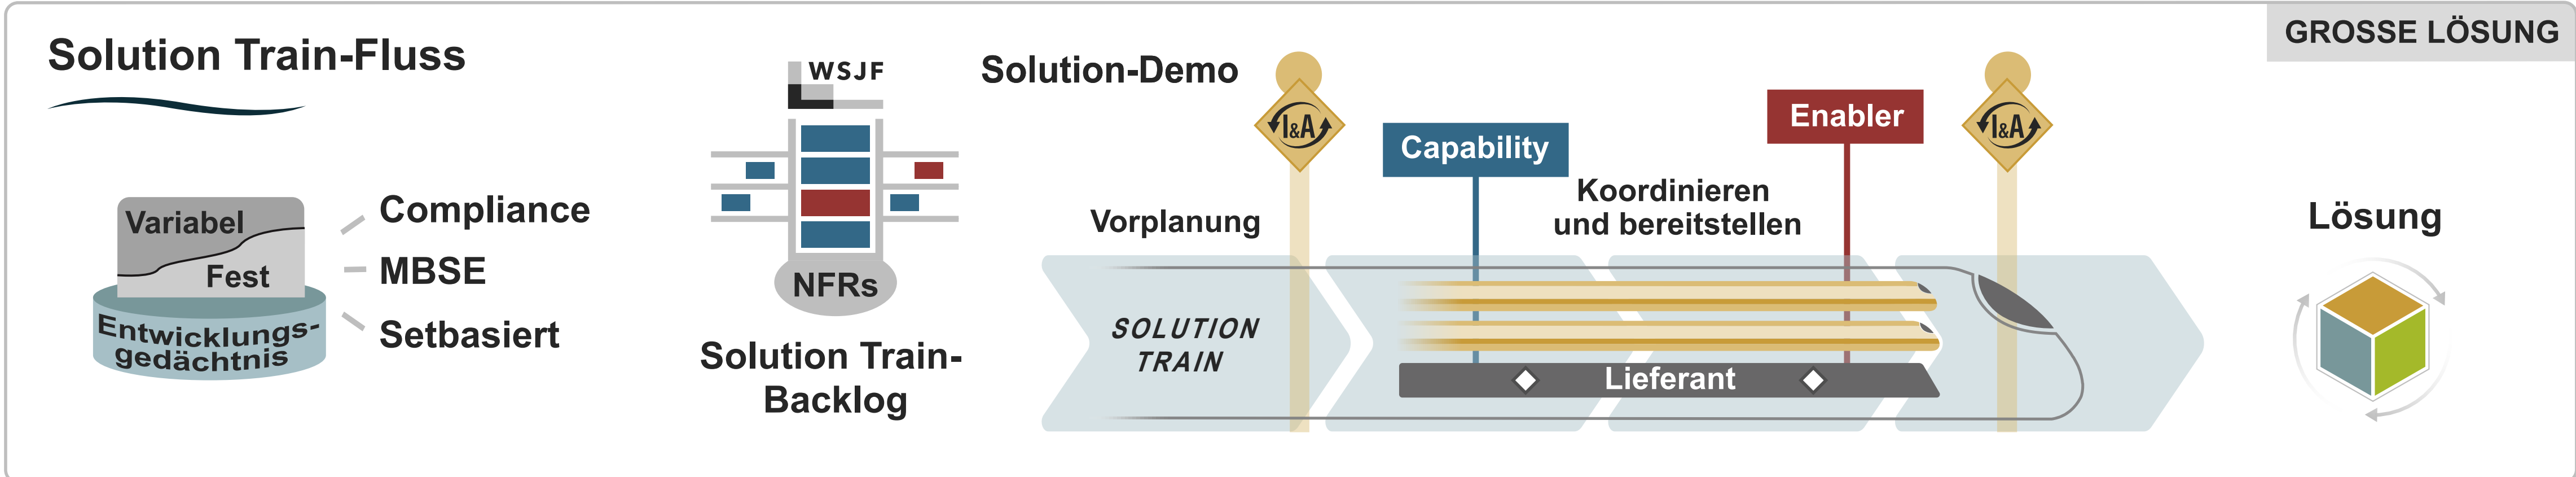 GROSSE LÖSUNG
Solution Train-Fluss
Variabel
Fest
Entwicklungs-
gedächtnis
Compliance
MBSE
Setbasiert
WSJF
NFRs
Solution Train-
Backlog
Solution-Demo
I&A
Vorplanung
SOLUTION
TRAIN
Capability
Koordinieren
und bereitstellen
Enabler
Lieferant
I&A
Lösung